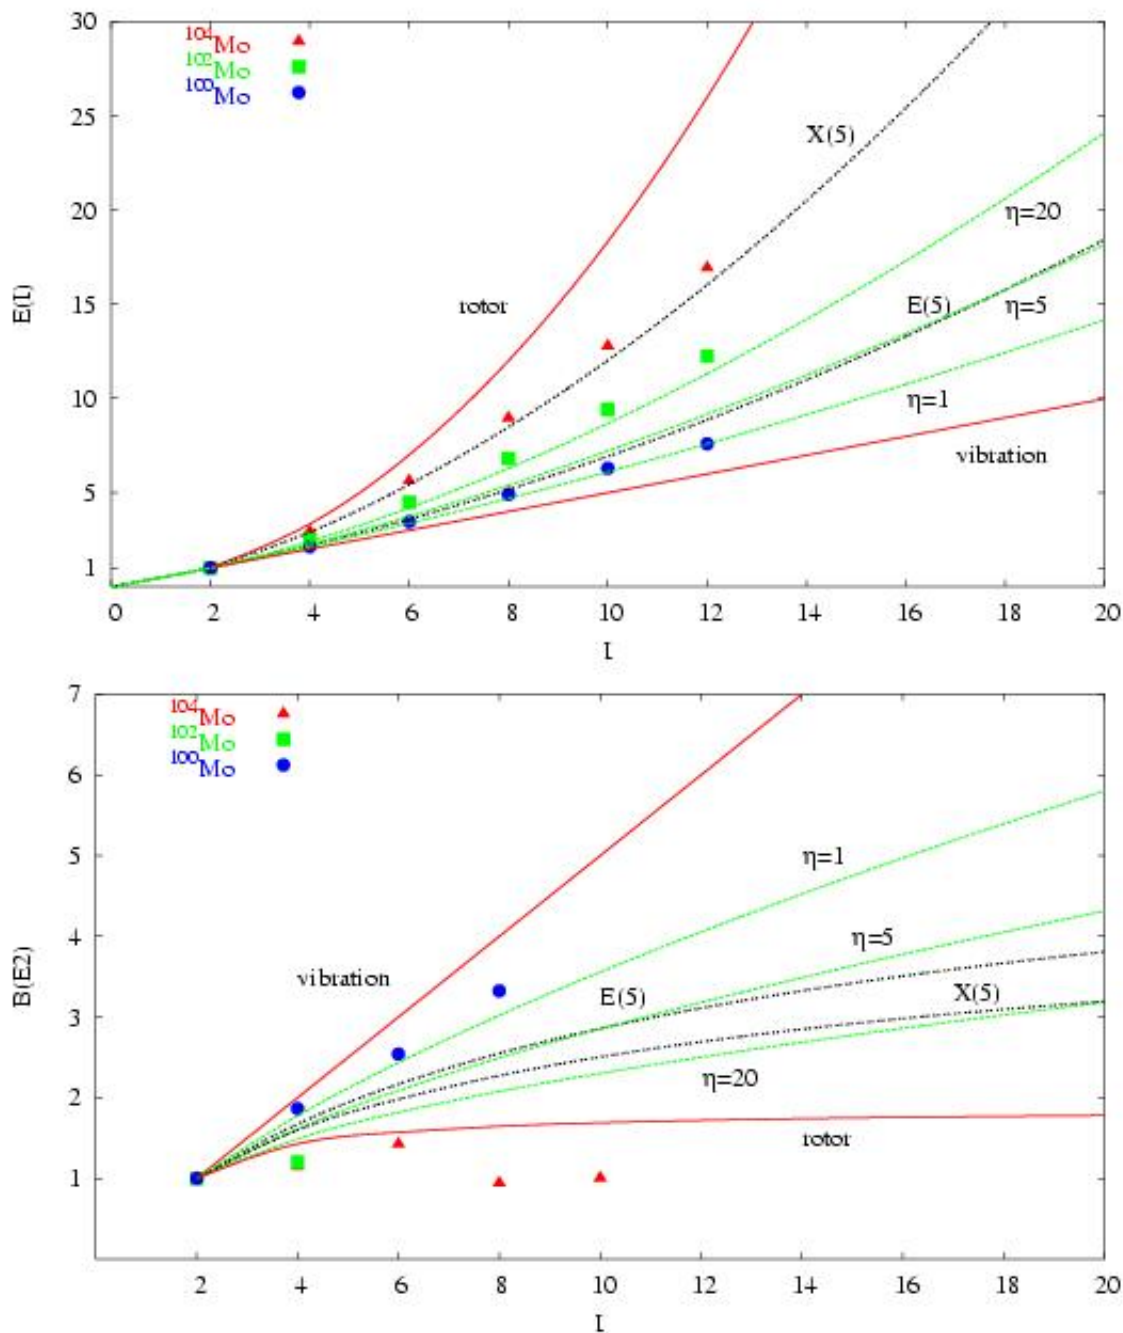 30
25
20
15
10
5
1
E(I)
¹⁰⁴Mo
¹⁰²Mo
¹⁰⁰Mo
X(5)
η=20
rotor
E(5)
η=5
η=1
vibration
0 2 4 6 8 10 12 14 16 18 20
I
7
6
5
4
3
2
1
B(E2)
¹⁰⁴Mo
¹⁰²Mo
¹⁰⁰Mo
η=1
η=5
vibration
E(5)
X(5)
η=20
rotor
2 4 6 8 10 12 14 16 18 20
I